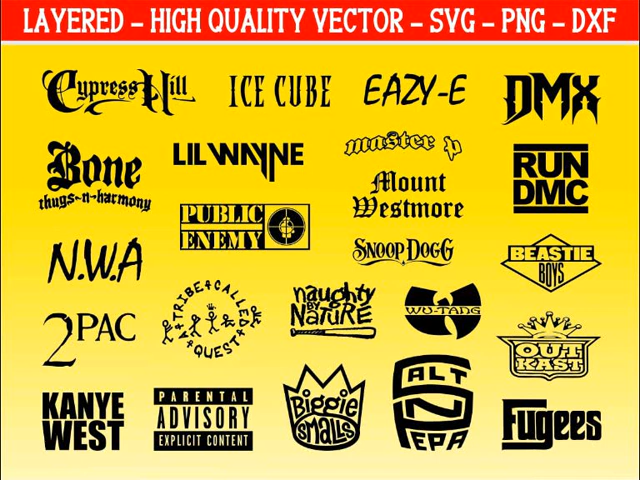 LAYERED - HIGH QUALITY VECTOR - SVG - PNG - DXF
Cypress Hill
ICE CUBE
EAZY-E
DMX
Bone
thugs-n-harmony
LIL WAYNE
master p
Mount
Westmore
RUN
DMC
PUBLIC
ENEMY
N.W.A
SNOOP DOGG
BEASTIE
BOYS
2PAC
A TRIBE CALLED QUEST
naughty
BY
NATURE
WU-TANG
OUT
KAST
KANYE
WEST
PARENTAL
ADVISORY
EXPLICIT CONTENT
Biggie
smalls
SALT
N
PEPA
Fugees